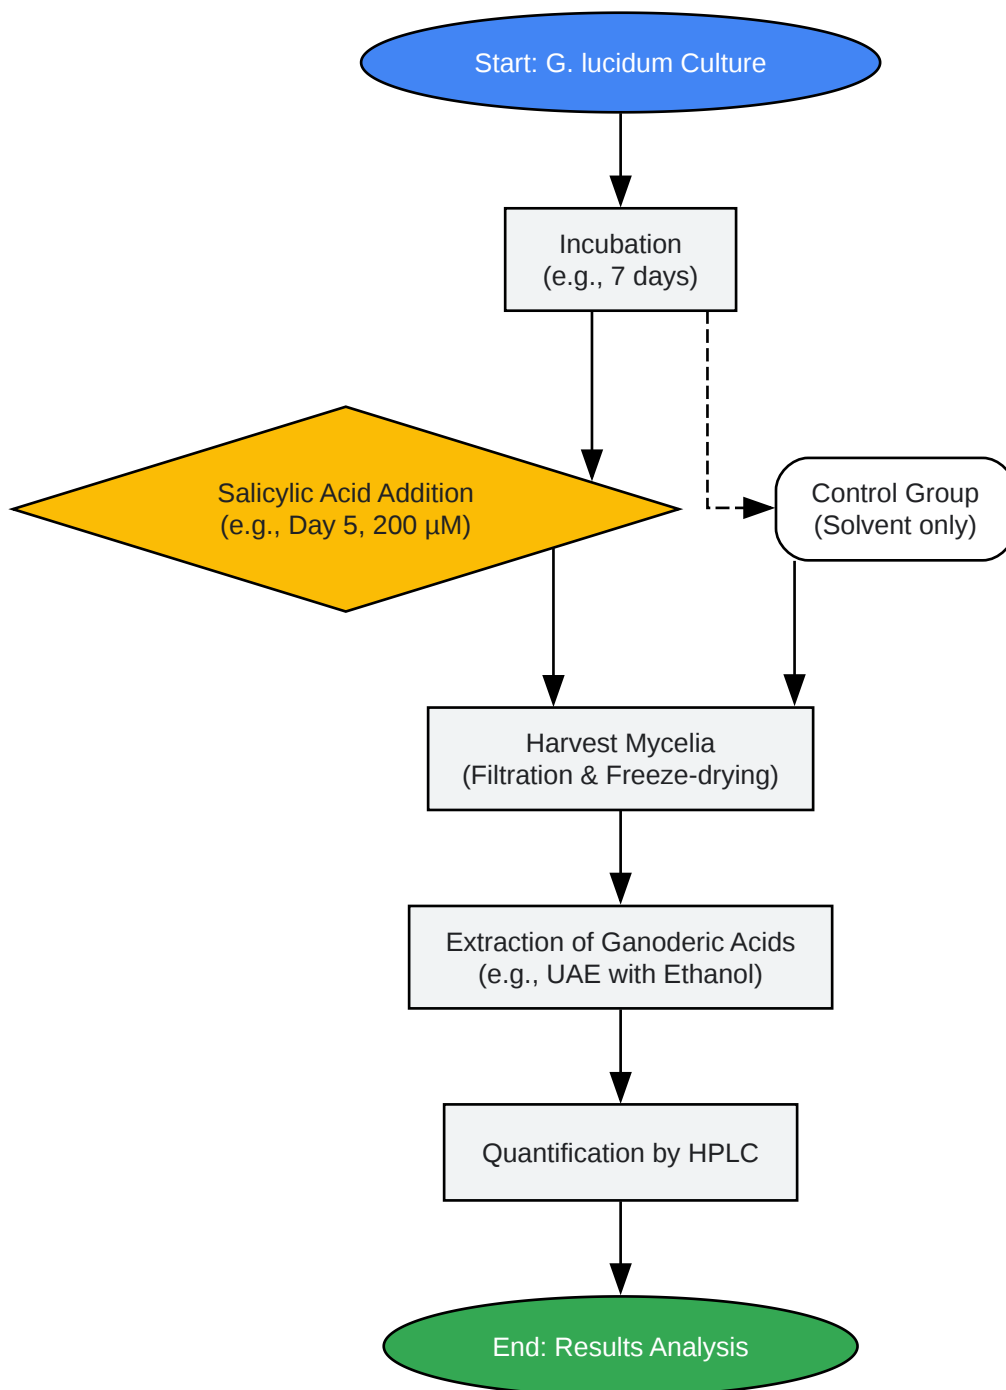 Start: G. lucidum Culture
Incubation
(e.g., 7 days)
Salicylic Acid Addition
(e.g., Day 5, 200 µM)
Control Group
(Solvent only)
Harvest Mycelia
(Filtration & Freeze-drying)
Extraction of Ganoderic Acids
(e.g., UAE with Ethanol)
Quantification by HPLC
End: Results Analysis